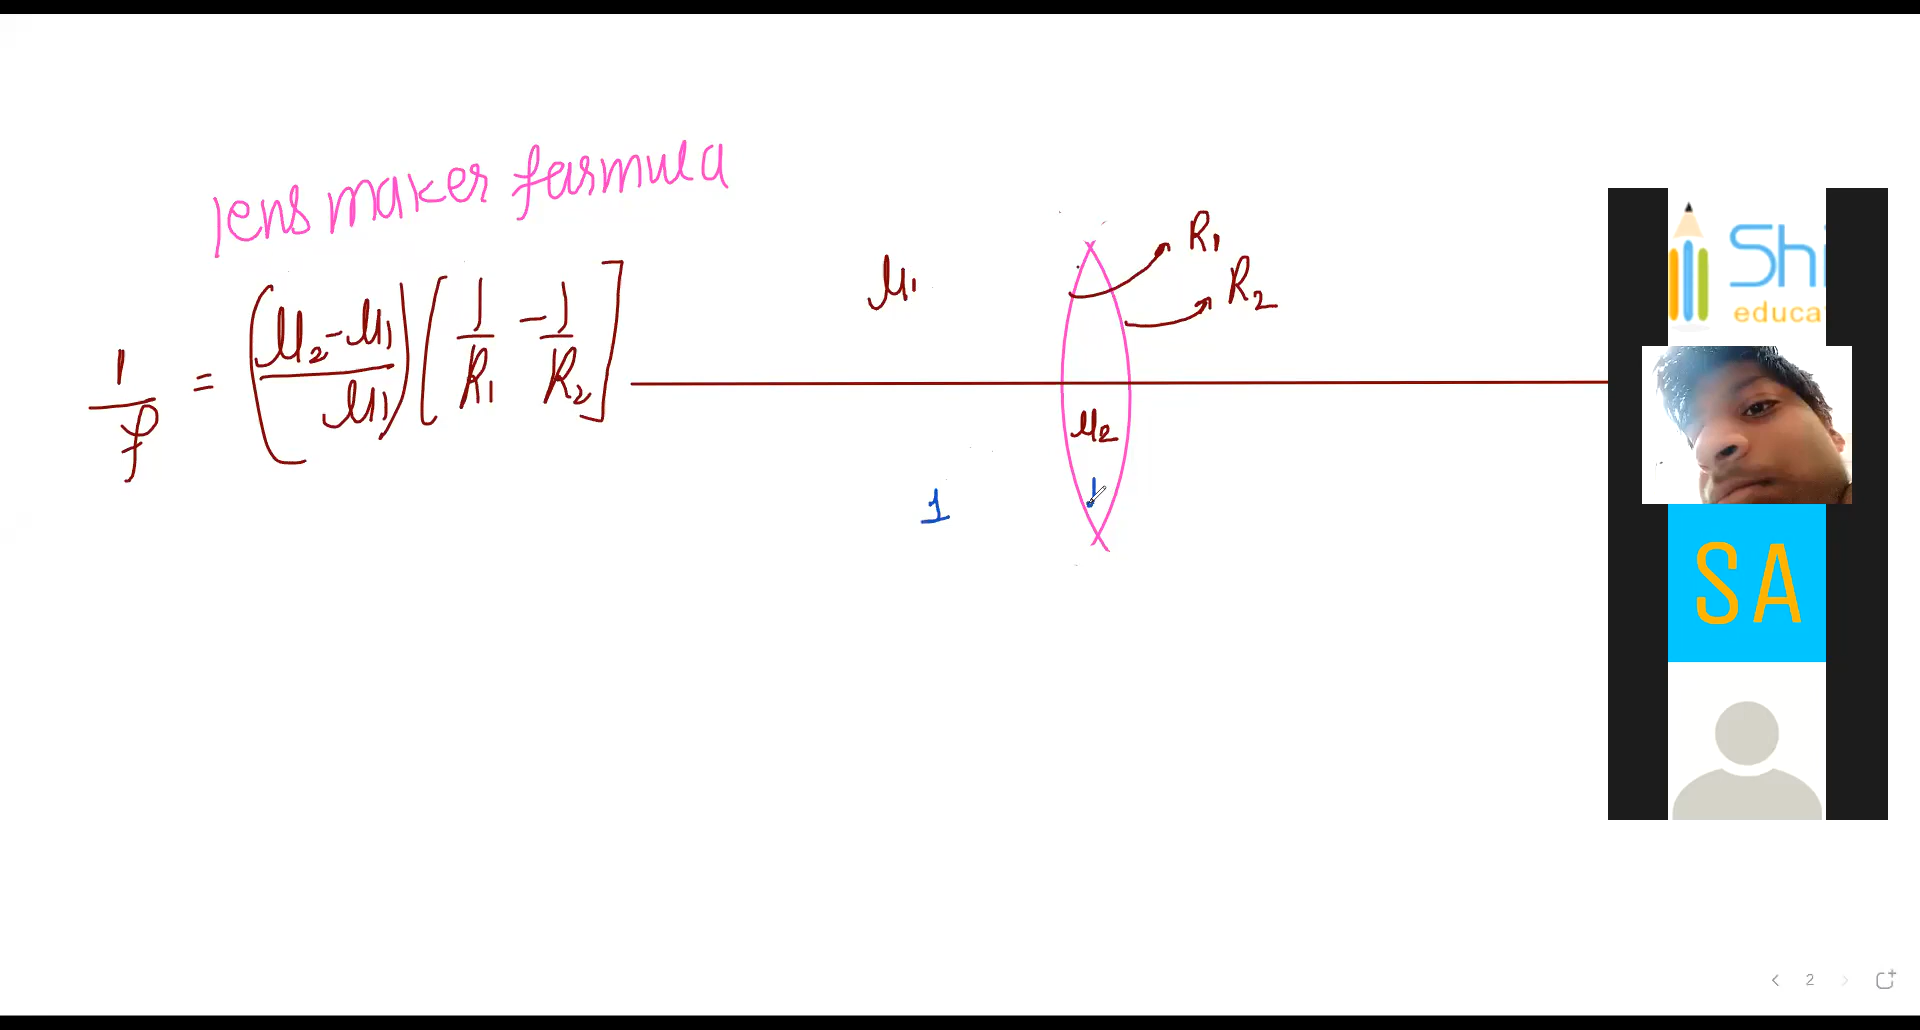 lens maker farmula
1/f = (μ2-μ1/μ1) [1/R1 - 1/R2]
μ1
R1
R2
μ2
1
1
Shi
educa
SA
2